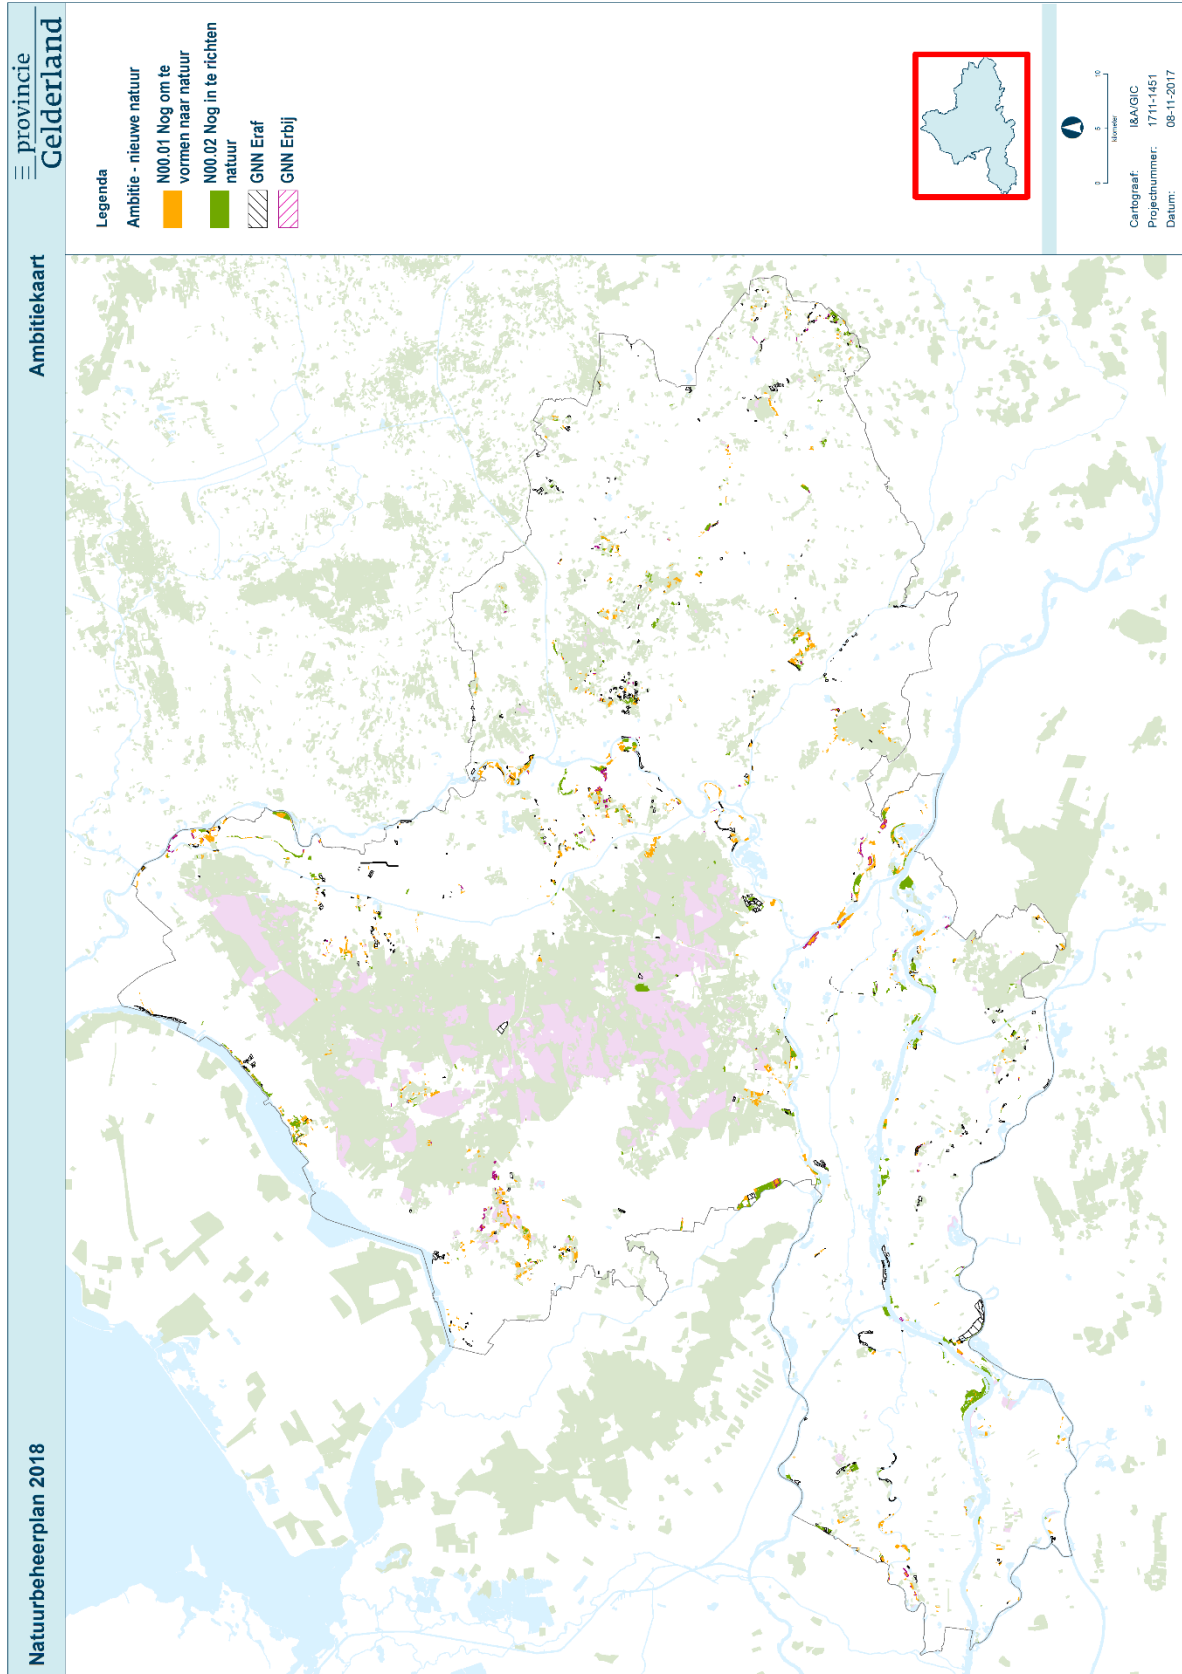 Natuurbeheerplan 2018
Ambitiekaart
provincie
Gelderland
Legenda
Ambitie - nieuwe natuur
N00.01 Nog om te
vormen naar natuur
N00.02 Nog in te richten
natuur
GNN Eraf
GNN Erbij
0 5 10
kilometer
Cartograaf: I&A/GIC
Projectnummer: 1711-1451
Datum: 08-11-2017